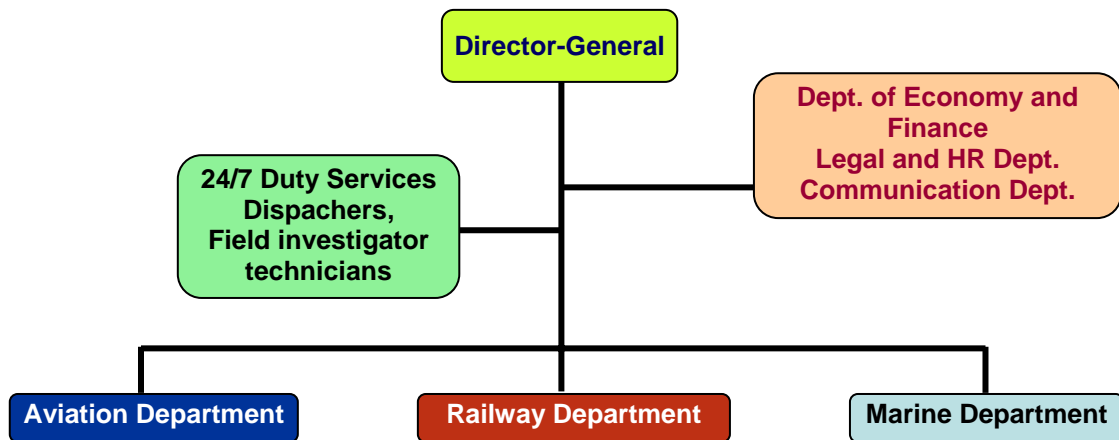 Director-General
Dept. of Economy and
Finance
Legal and HR Dept.
Communication Dept.
24/7 Duty Services
Dispachers,
Field investigator
technicians
Aviation Department
Railway Department
Marine Department